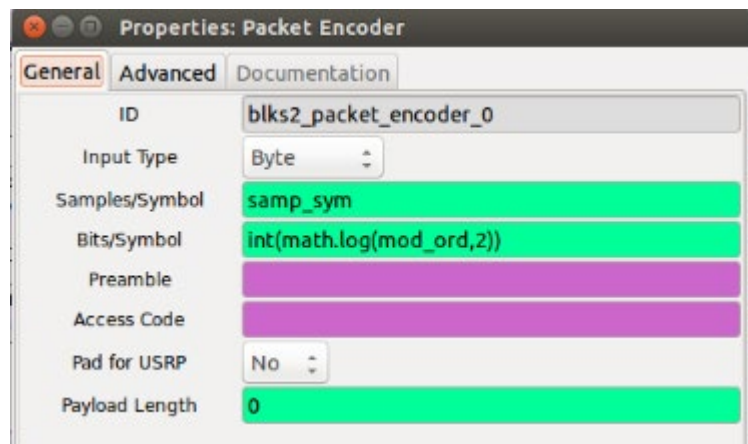 Properties: Packet Encoder
General Advanced Documentation
ID blks2_packet_encoder_0
Input Type Byte
Samples/Symbol samp_sym
Bits/Symbol int(math.log(mod_ord,2))
Preamble
Access Code
Pad for USRP No
Payload Length 0